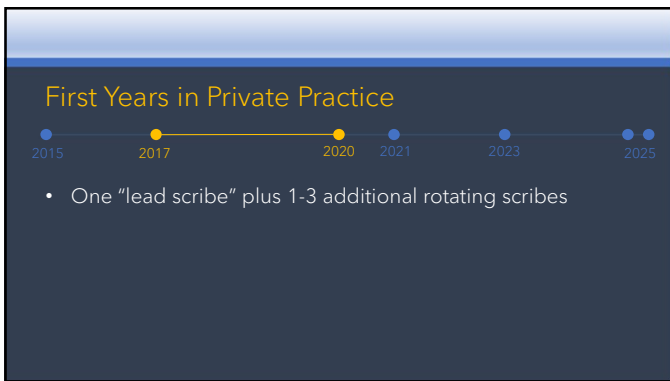 First Years in Private Practice
2015 2017 2020 2021 2023 2025
• One “lead scribe” plus 1-3 additional rotating scribes